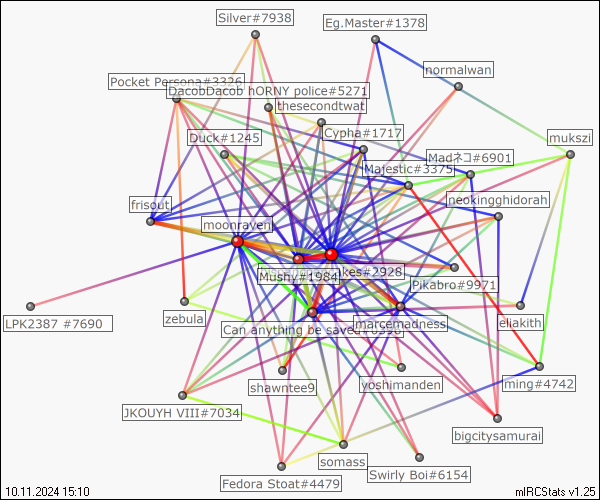 Silver#7938
Eg.Master#1378
normalwan
Pocket Persona#3326
DacobDacob hORNY police#5271
thesecondtwat
Duck#1245
Cypha#1717
mukszi
Madネコ#6901
Majestic#3375
neokingghidorah
frisout
moonraven
Mushy#1984
akes#2928
Pikabro#9971
LPK2387 #7690
zebula
Can anything be saved?#
marcemadness
eliakith
shawntee9
yoshimanden
ming#4742
JKOUYH VIII#7034
bigcitysamurai
somass
Fedora Stoat#4479
Swirly Boi#6154
10.11.2024 15:10
mIRCStats v1.25